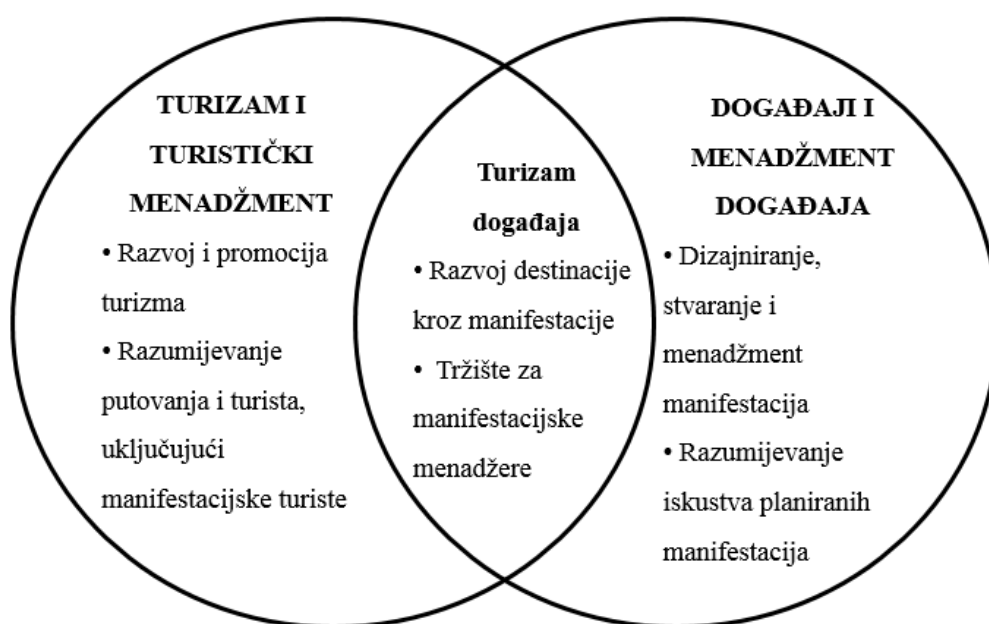 TURIZAM I
TURISTIČKI
MENADŽMENT
• Razvoj i promocija
turizma
• Razumijevanje
putovanja i turista,
uključujući
manifestacijske turiste
Turizam
događaja
• Razvoj destinacije
kroz manifestacije
• Tržište za
manifestacijske
menadžere
DOGAĐAJI I
MENADŽMENT
DOGAĐAJA
• Dizajniranje,
stvaranje i
menadžment
manifestacija
• Razumijevanje
iskustva planiranih
manifestacija